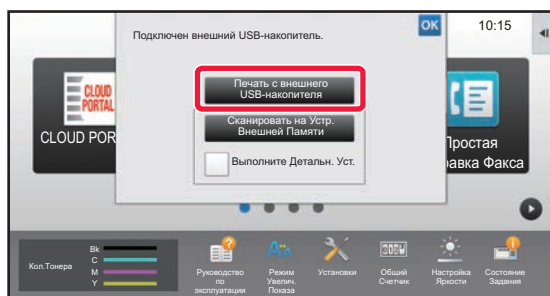 Подключен внешний USB-накопитель.
OK
10:15
Печать с внешнего
USB-накопителя
Сканировать на Устр.
Внешней Памяти
Выполните Детальн. Уст.
CLOUD
PORTAL
CLOUD POR
Простая
равка Факса
Кол.Тонера
Bk
C
M
Y
Руководство
по
эксплуатации
Режим
Увелич.
Показа
Установки
Общий
Счетчик
Настройка
Яркости
Состояние
Задания